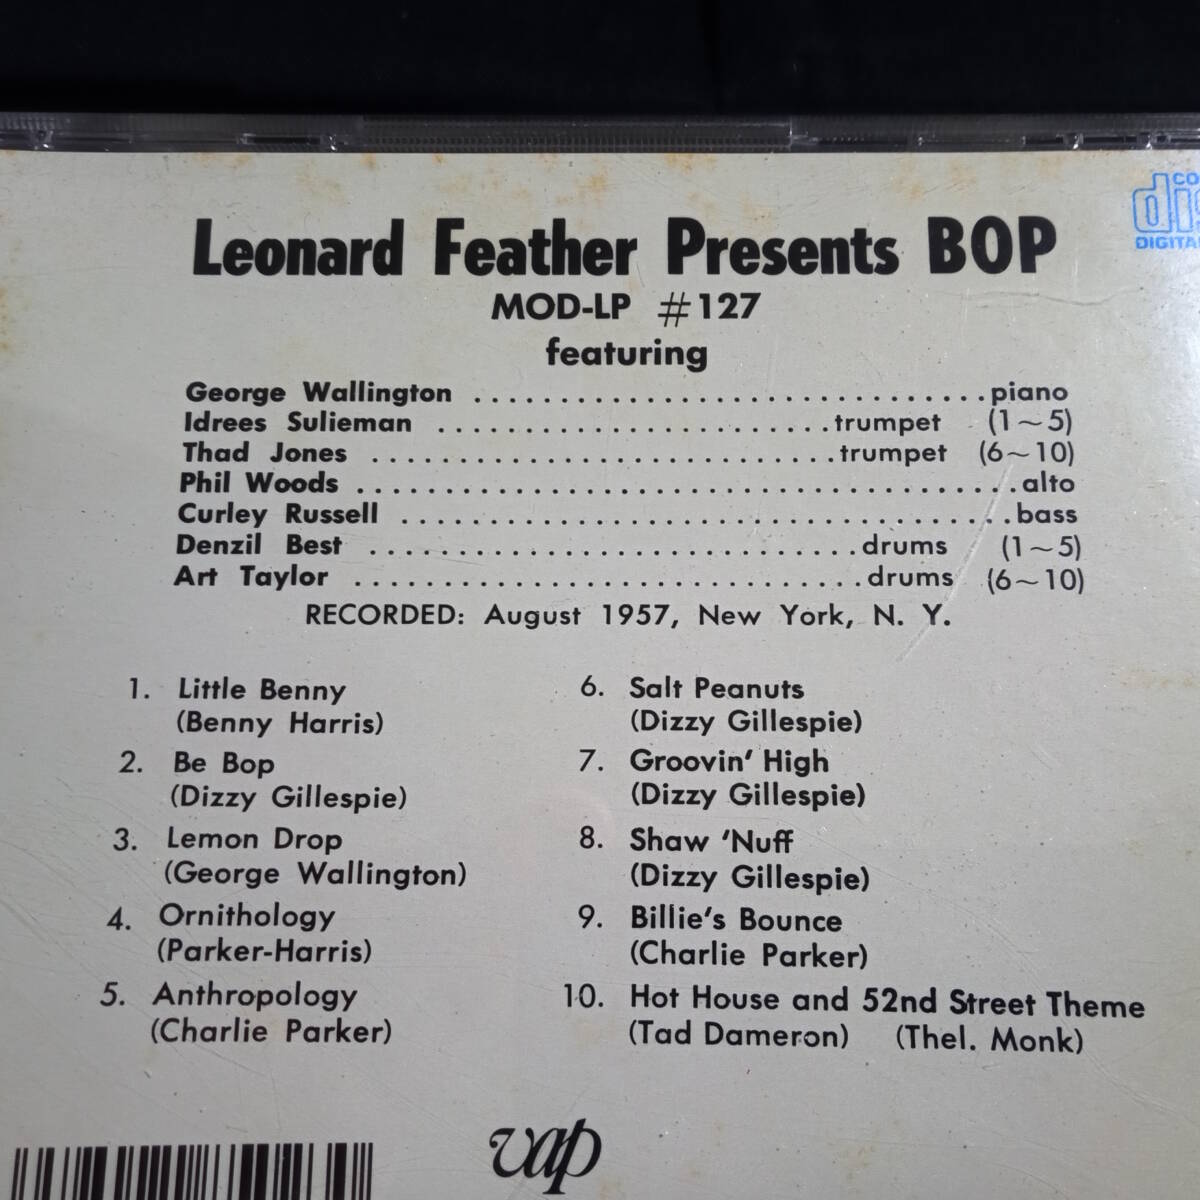 Leonard Feather Presents BOP
MOD-LP #127
featuring
George Wallington ............................... piano
Idrees Sulieman ........................ trumpet (1~5)
Thad Jones ............................ trumpet (6~10)
Phil Woods ....................................... alto
Curley Russell .................................... bass
Denzil Best ............................. drums (1~5)
Art Taylor ............................... drums (6~10)
RECORDED: August 1957, New York, N. Y.
1. Little Benny
(Benny Harris)
2. Be Bop
(Dizzy Gillespie)
3. Lemon Drop
(George Wallington)
4. Ornithology
(Parker-Harris)
5. Anthropology
(Charlie Parker)
6. Salt Peanuts
(Dizzy Gillespie)
7. Groovin' High
(Dizzy Gillespie)
8. Shaw 'Nuff
(Dizzy Gillespie)
9. Billie's Bounce
(Charlie Parker)
10. Hot House and 52nd Street Theme
(Tad Dameron) (Thel. Monk)
vap